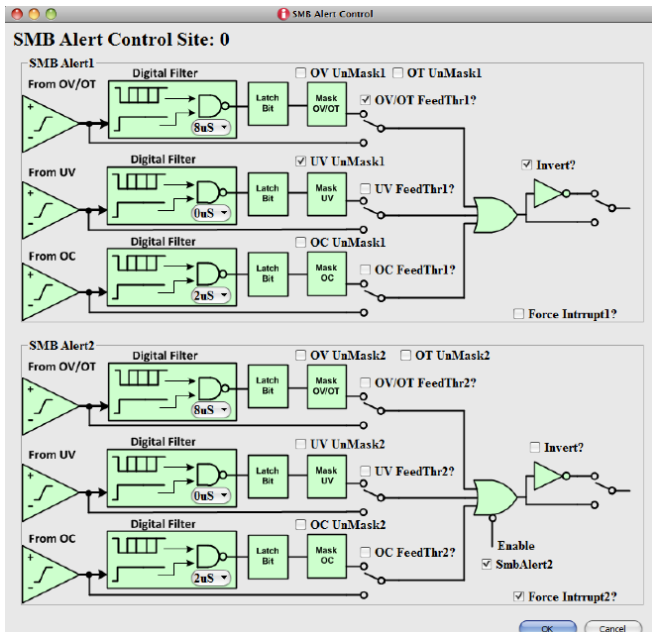 SMB Alert Control
SMB Alert Control Site: 0
SMB Alert1
From OV/OT
Digital Filter
8uS
Latch Bit
Mask OV/OT
OV UnMask1
OT UnMask1
OV/OT FeedThr1?
From UV
Digital Filter
0uS
Latch Bit
Mask UV
UV UnMask1
UV FeedThr1?
Invert?
From OC
Digital Filter
2uS
Latch Bit
Mask OC
OC UnMask1
OC FeedThr1?
Force Intrrupt1?
SMB Alert2
From OV/OT
Digital Filter
8uS
Latch Bit
Mask OV/OT
OV UnMask2
OT UnMask2
OV/OT FeedThr2?
From UV
Digital Filter
0uS
Latch Bit
Mask UV
UV UnMask2
UV FeedThr2?
Invert?
From OC
Digital Filter
2uS
Latch Bit
Mask OC
OC UnMask2
OC FeedThr2?
Enable
SmbAlert2
Force Intrrupt2?
OK
Cancel